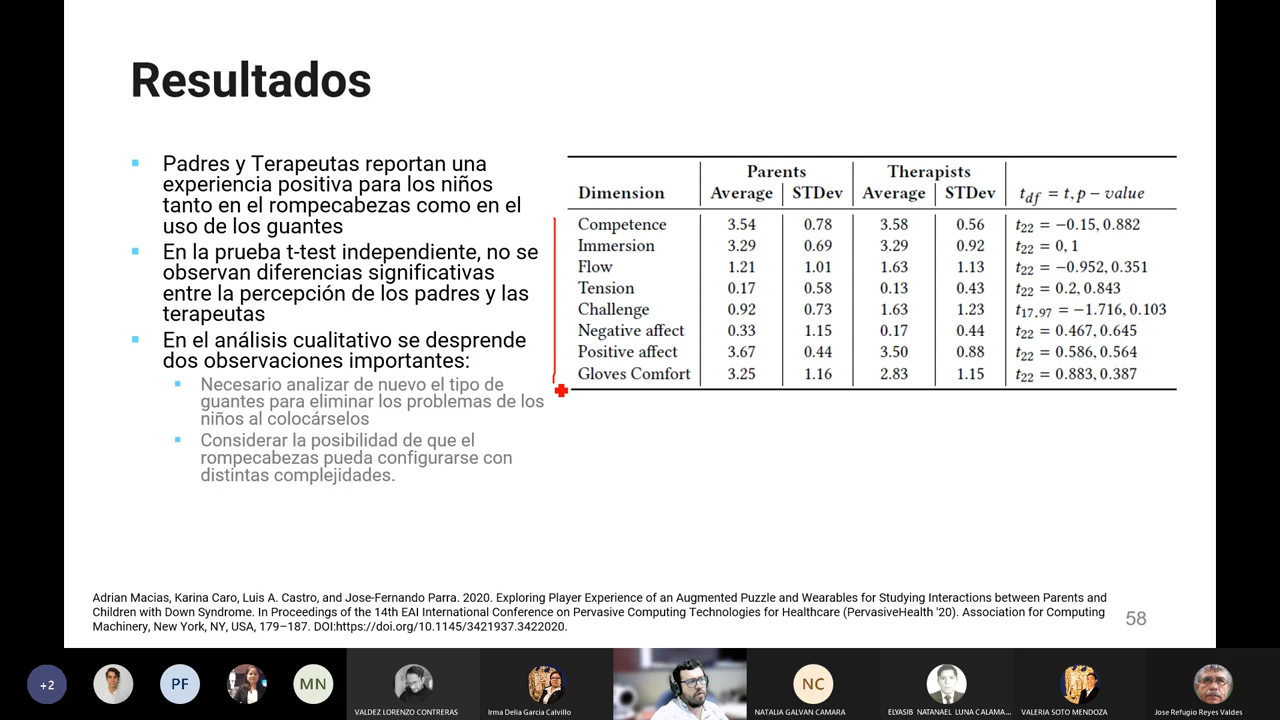 Resultados
Padres y Terapeutas reportan una
experiencia positiva para los niños
tanto en el rompecabezas como en el
uso de los guantes
En la prueba t-test independiente, no se
observan diferencias significativas
entre la percepción de los padres y las
terapeutas
En el análisis cualitativo se desprende
dos observaciones importantes:
Necesario analizar de nuevo el tipo de
guantes para eliminar los problemas de los
niños al colocárselos
Considerar la posibilidad de que el
rompecabezas pueda configurarse con
distintas complejidades.
Parents Therapists
Dimension Average STDev Average STDev t_df = t, p − value
Competence 3.54 0.78 3.58 0.56 t_22 = −0.15, 0.882
Immersion 3.29 0.69 3.29 0.92 t_22 = 0, 1
Flow 1.21 1.01 1.63 1.13 t_22 = −0.952, 0.351
Tension 0.17 0.58 0.13 0.43 t_22 = 0.2, 0.843
Challenge 0.92 0.73 1.63 1.23 t_17.97 = −1.716, 0.103
Negative affect 0.33 1.15 0.17 0.44 t_22 = 0.467, 0.645
Positive affect 3.67 0.44 3.50 0.88 t_22 = 0.586, 0.564
Gloves Comfort 3.25 1.16 2.83 1.15 t_22 = 0.883, 0.387
Adrian Macias, Karina Caro, Luis A. Castro, and Jose-Fernando Parra. 2020. Exploring Player Experience of an Augmented Puzzle and Wearables for Studying Interactions between Parents and
Children with Down Syndrome. In Proceedings of the 14th EAI International Conference on Pervasive Computing Technologies for Healthcare (PervasiveHealth '20). Association for Computing
Machinery, New York, NY, USA, 179–187. DOI:https://doi.org/10.1145/3421937.3422020.
58
+2 PF MN NC
VALDEZ LORENZO CONTRERAS Irma Delia Garcia Calvillo NATALIA GALVAN CAMARA ELYASIB NATANAEL LUNA CALAMA... VALERIA SOTO MENDOZA Jose Refugio Reyes Valdes